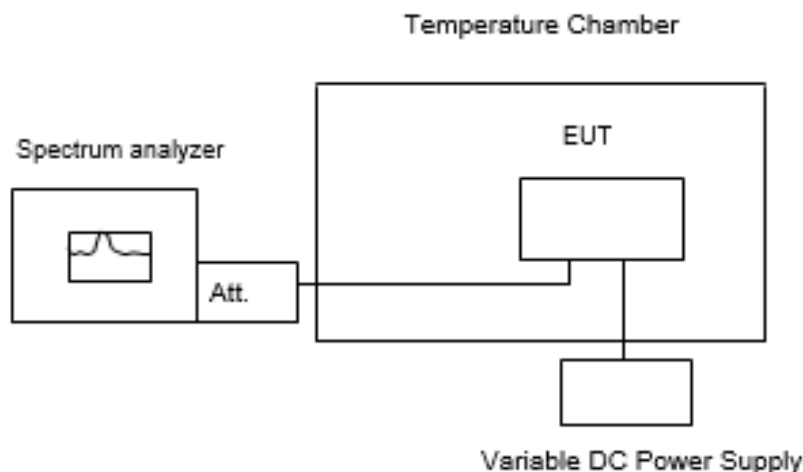 Temperature Chamber
EUT
Spectrum analyzer
Att.
Variable DC Power Supply